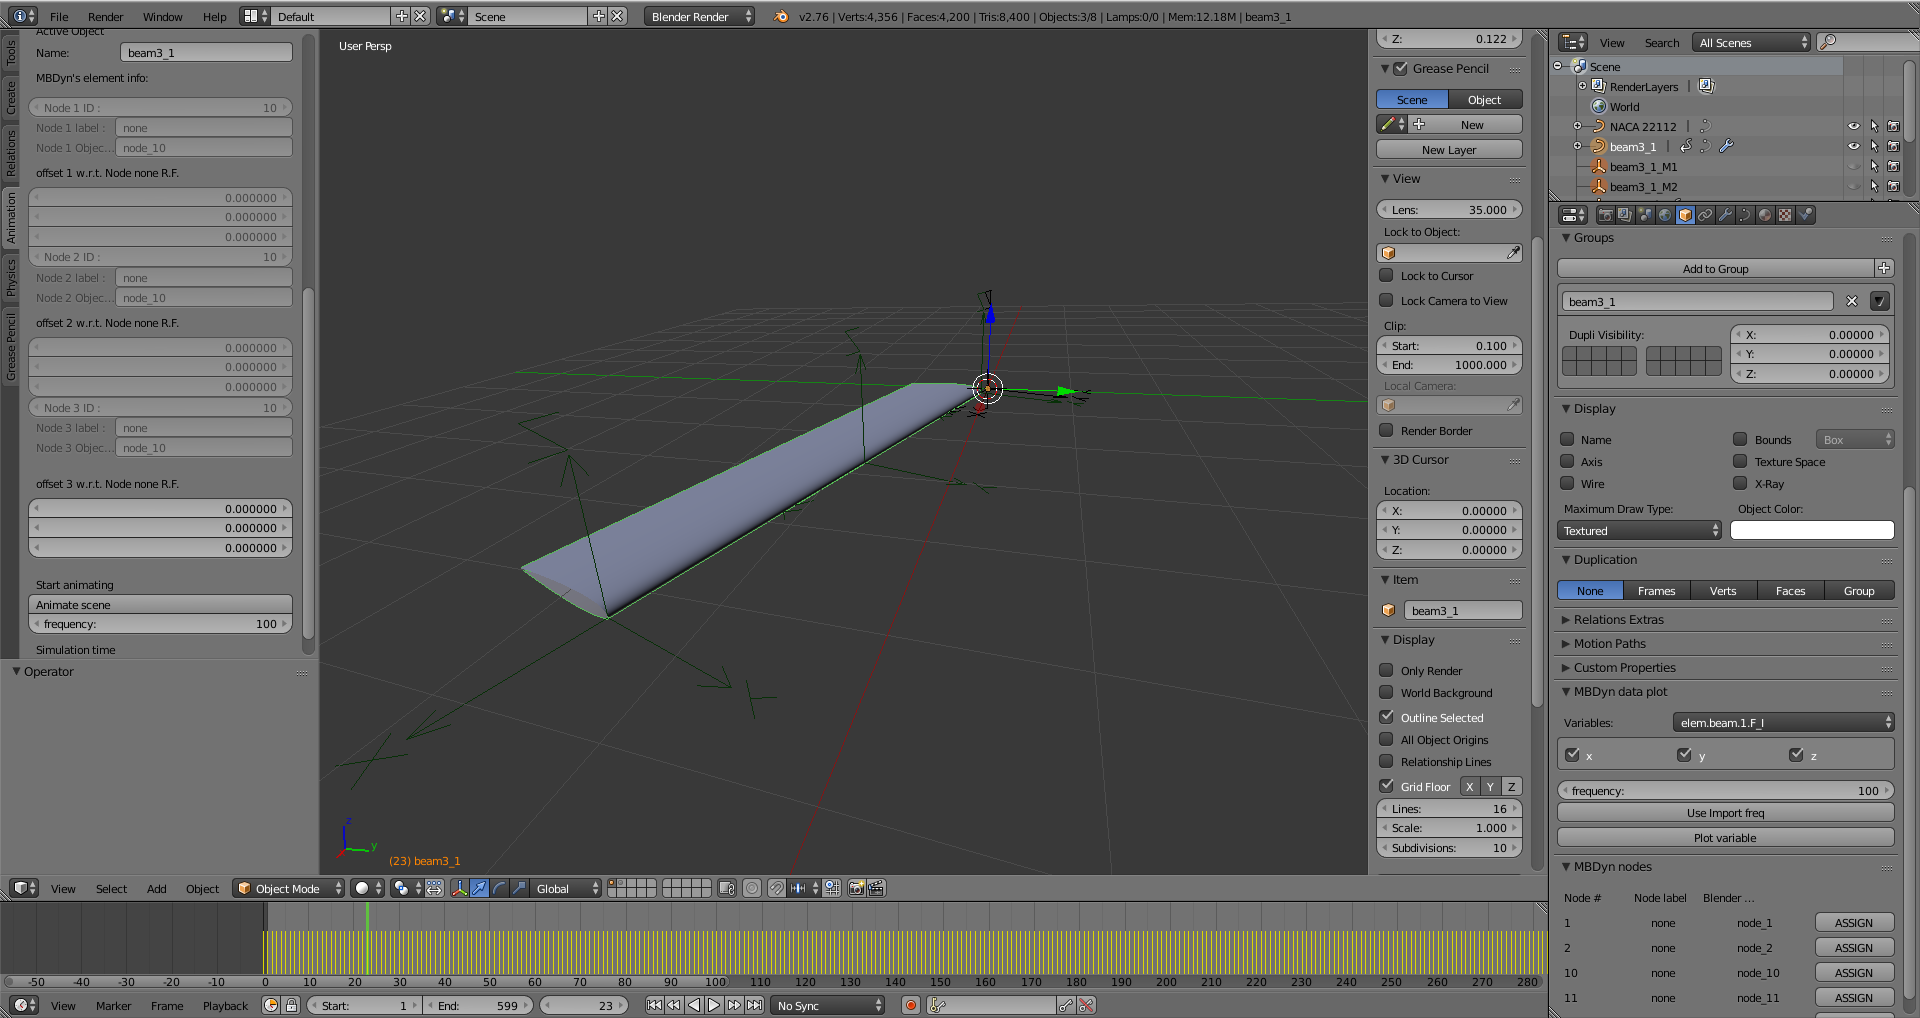 File Render Window Help Default Scene Blender Render v2.76 | Verts:4,356 | Faces:4,200 | Tris:8,400 | Objects:3/8 | Lamps:0/0 | Mem:12.18M | beam3_1
Tools
Create
Relations
Animation
Physics
Grease Pencil
Active Object
Name: beam3_1
MBDyn's element info:
Node 1 ID : 10
Node 1 label : none
Node 1 Objec... node_10
offset 1 w.r.t. Node none R.F.
0.000000
0.000000
0.000000
Node 2 ID : 10
Node 2 label : none
Node 2 Objec... node_10
offset 2 w.r.t. Node none R.F.
0.000000
0.000000
0.000000
Node 3 ID : 10
Node 3 label : none
Node 3 Objec... node_10
offset 3 w.r.t. Node none R.F.
0.000000
0.000000
0.000000
Start animating
Animate scene
frequency: 100
Simulation time
Operator
User Persp
z
y
(23) beam3_1
Z: 0.122
Grease Pencil
Scene Object
New
New Layer
View
Lens: 35.000
Lock to Object:
Lock to Cursor
Lock Camera to View
Clip:
Start: 0.100
End: 1000.000
Local Camera:
Render Border
3D Cursor
Location:
X: 0.00000
Y: 0.00000
Z: 0.00000
Item
beam3_1
Display
Only Render
World Background
Outline Selected
All Object Origins
Relationship Lines
Grid Floor X Y Z
Lines: 16
Scale: 1.000
Subdivisions: 10
View Search All Scenes
Scene
RenderLayers
World
NACA 22112
beam3_1
beam3_1_M1
beam3_1_M2
Groups
Add to Group
beam3_1
Dupli Visibility: X: 0.00000
Y: 0.00000
Z: 0.00000
Display
Name Bounds Box
Axis Texture Space
Wire X-Ray
Maximum Draw Type: Object Color:
Textured
Duplication
None Frames Verts Faces Group
Relations Extras
Motion Paths
Custom Properties
MBDyn data plot
Variables: elem.beam.1.F_I
x y z
frequency: 100
Use Import freq
Plot variable
MBDyn nodes
Node # Node label Blender ...
1 none node_1 ASSIGN
2 none node_2 ASSIGN
10 none node_10 ASSIGN
11 none node_11 ASSIGN
View Select Add Object Object Mode Global
-50 -40 -30 -20 -10 0 10 20 30 40 50 60 70 80 90 100 110 120 130 140 150 160 170 180 190 200 210 220 230 240 250 260 270 280
View Marker Frame Playback Start: 1 End: 599 23 No Sync